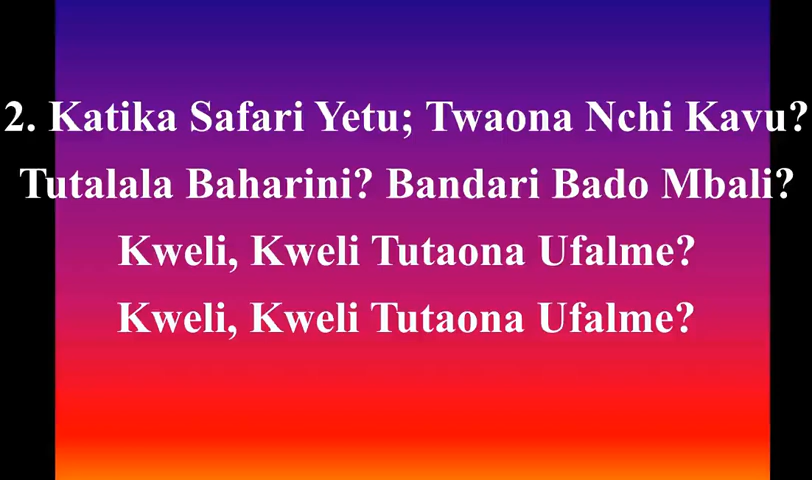 2. Katika Safari Yetu; Twaona Nchi Kavu?
Tutalala Baharini? Bandari Bado Mbali?
Kweli, Kweli Tutaona Ufalme?
Kweli, Kweli Tutaona Ufalme?